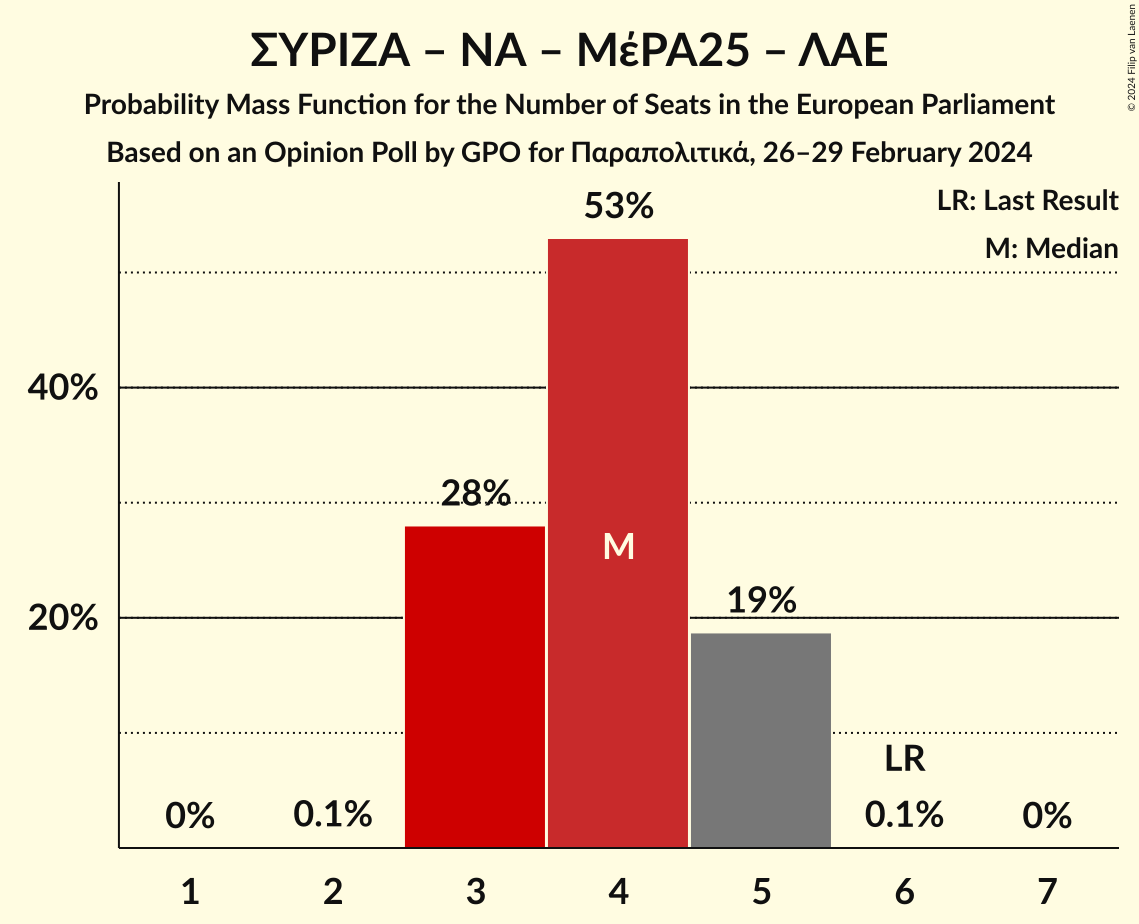 ΣΥΡΙΖΑ – ΝΑ – ΜέΡΑ25 – ΛΑΕ
Probability Mass Function for the Number of Seats in the European Parliament
Based on an Opinion Poll by GPO for Παραπολιτικά, 26–29 February 2024
© 2024 Filip van Laenen
LR: Last Result
M: Median
53%
40%
28%
M
20%
19%
LR
0%
0.1%
0.1%
0%
1 2 3 4 5 6 7